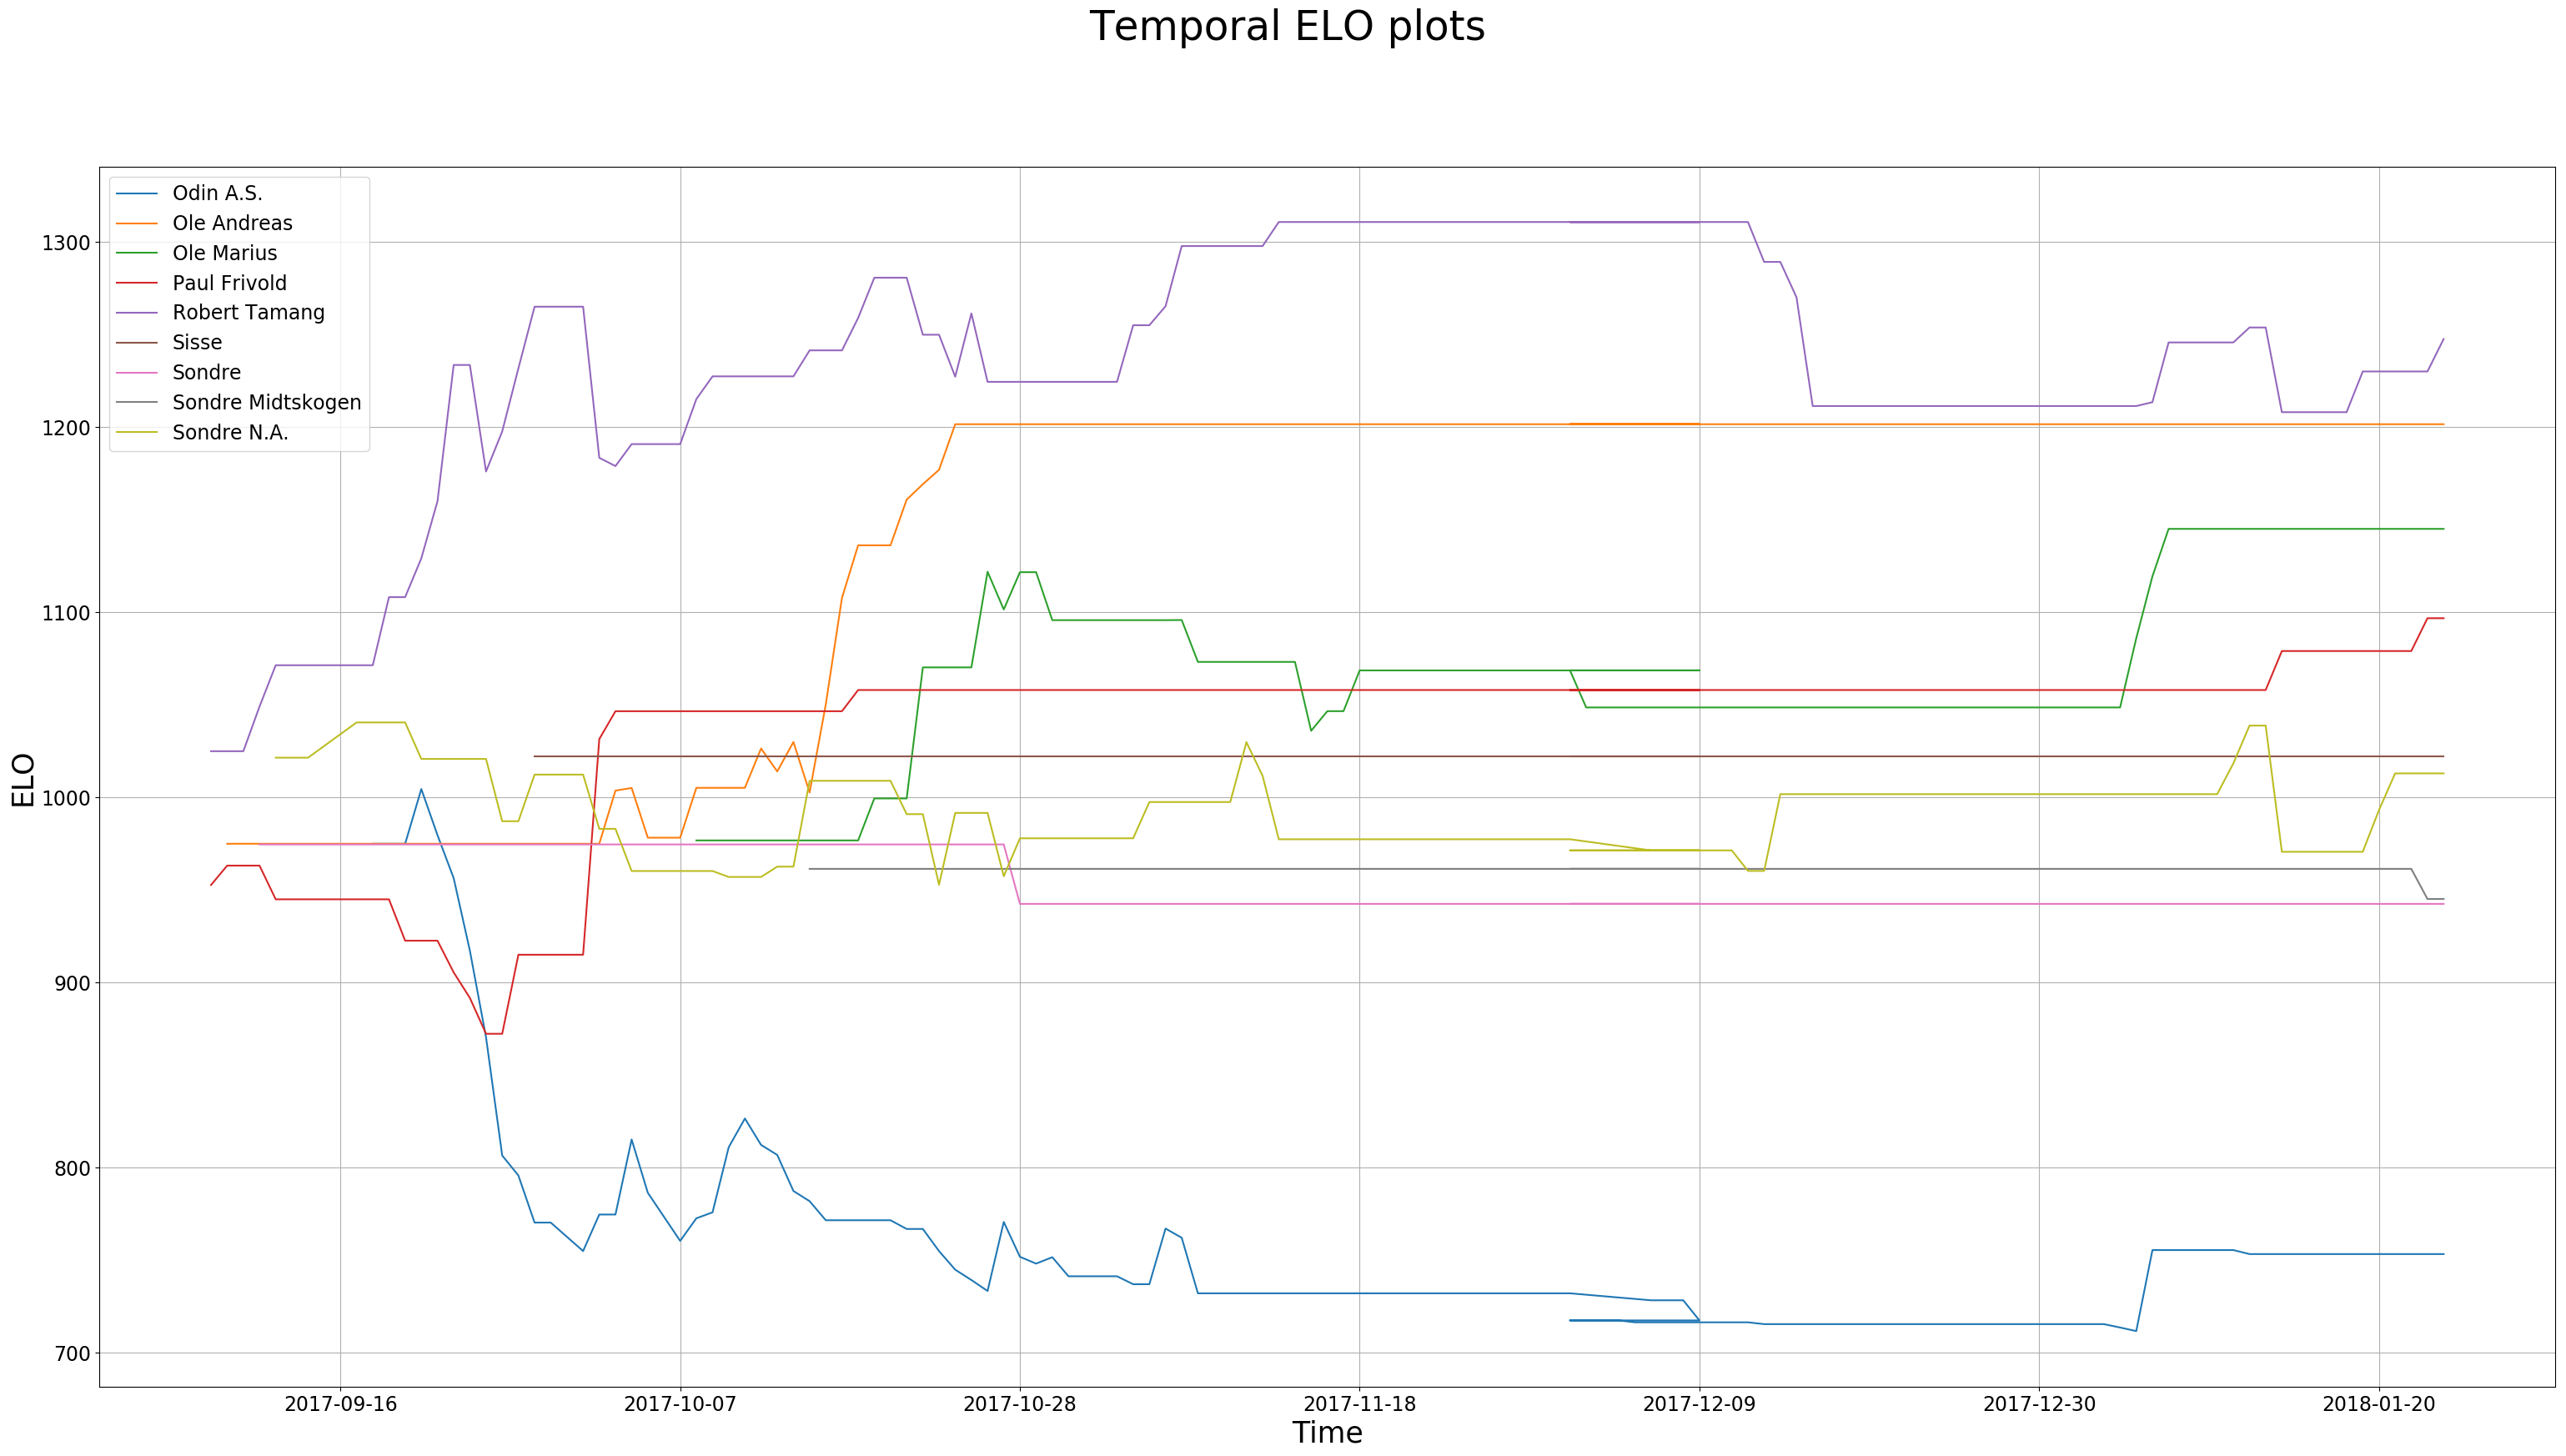 Temporal ELO plots
Odin A.S.
Ole Andreas
Ole Marius
Paul Frivold
Robert Tamang
Sisse
Sondre
Sondre Midtskogen
Sondre N.A.
1300
1200
1100
1000
900
800
700
ELO
2017-09-16
2017-10-07
2017-10-28
2017-11-18
2017-12-09
2017-12-30
2018-01-20
Time